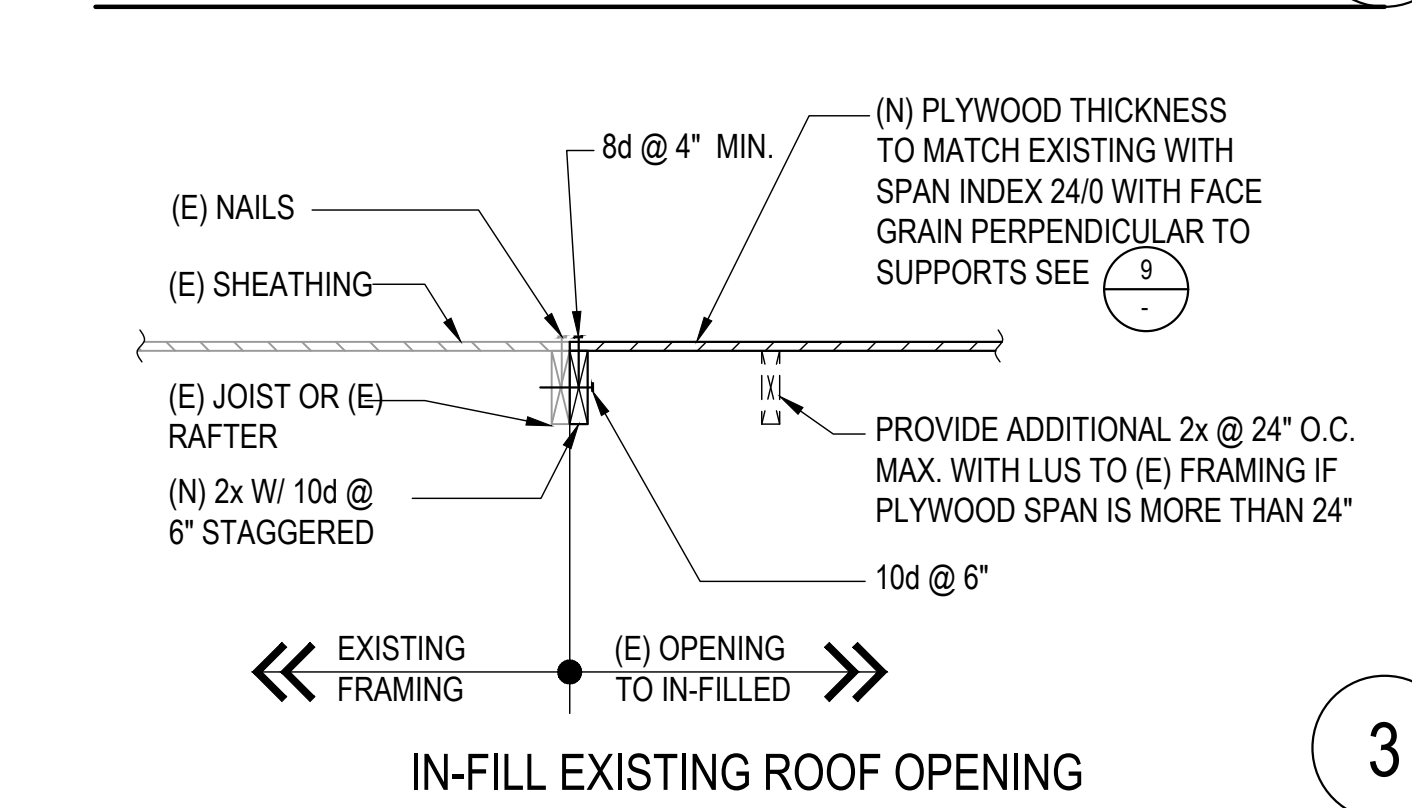 (N) PLYWOOD THICKNESS
TO MATCH EXISTING WITH
SPAN INDEX 24/0 WITH FACE
GRAIN PERPENDICULAR TO
SUPPORTS SEE
9
-
8d @ 4" MIN.
(E) NAILS
(E) SHEATHING
(E) JOIST OR (E)
RAFTER
(N) 2x W/ 10d @
6" STAGGERED
PROVIDE ADDITIONAL 2x @ 24" O.C.
MAX. WITH LUS TO (E) FRAMING IF
PLYWOOD SPAN IS MORE THAN 24"
10d @ 6"
EXISTING
FRAMING
(E) OPENING
TO IN-FILLED
IN-FILL EXISTING ROOF OPENING
3